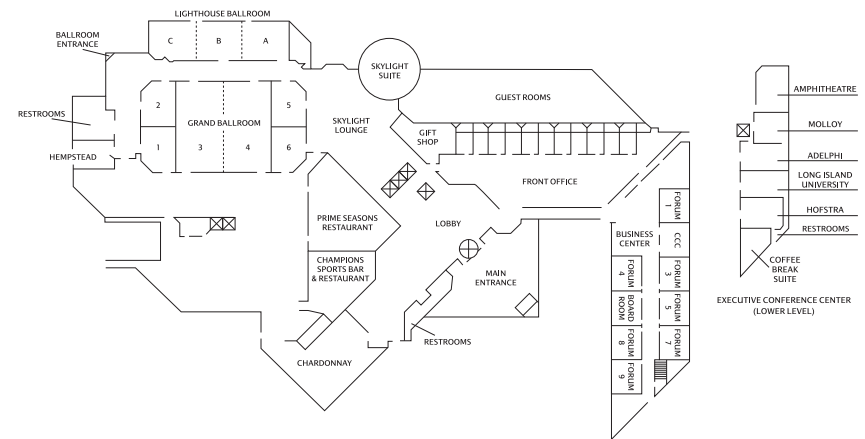 LIGHTHOUSE BALLROOM
BALLROOM
ENTRANCE
C
B
A
SKYLIGHT
SUITE
RESTROOMS
2
5
GRAND BALLROOM
1
3
4
6
HEMPSTEAD
SKYLIGHT
LOUNGE
GUEST ROOMS
GIFT
SHOP
FRONT OFFICE
PRIME SEASONS
RESTAURANT
LOBBY
CHAMPIONS
SPORTS BAR
& RESTAURANT
MAIN
ENTRANCE
RESTROOMS
CHARDONNAY
BUSINESS
CENTER
FORUM
1
CCC
FORUM
4
FORUM
3
BOARD
ROOM
FORUM
5
FORUM
8
FORUM
7
FORUM
9
AMPHITHEATRE
MOLLOY
ADELPHI
LONG ISLAND
UNIVERSITY
HOFSTRA
RESTROOMS
COFFEE
BREAK
SUITE
EXECUTIVE CONFERENCE CENTER
(LOWER LEVEL)